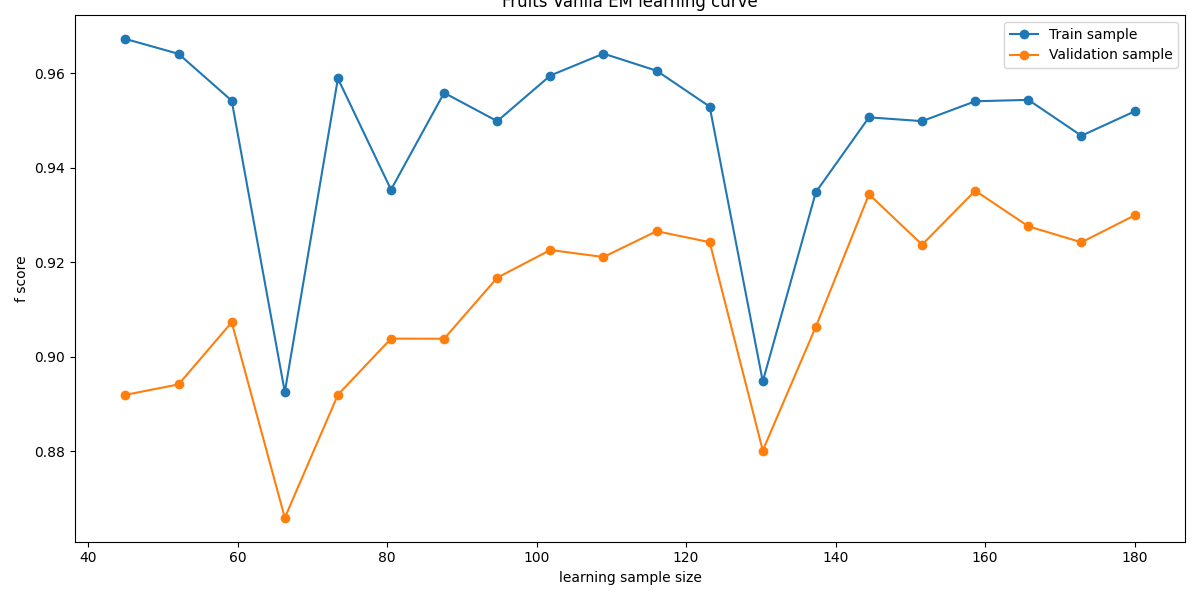 Fruits Vanila EM learning curve
Train sample
Validation sample
0.96
0.94
0.92
0.90
0.88
f score
40 60 80 100 120 140 160 180
learning sample size